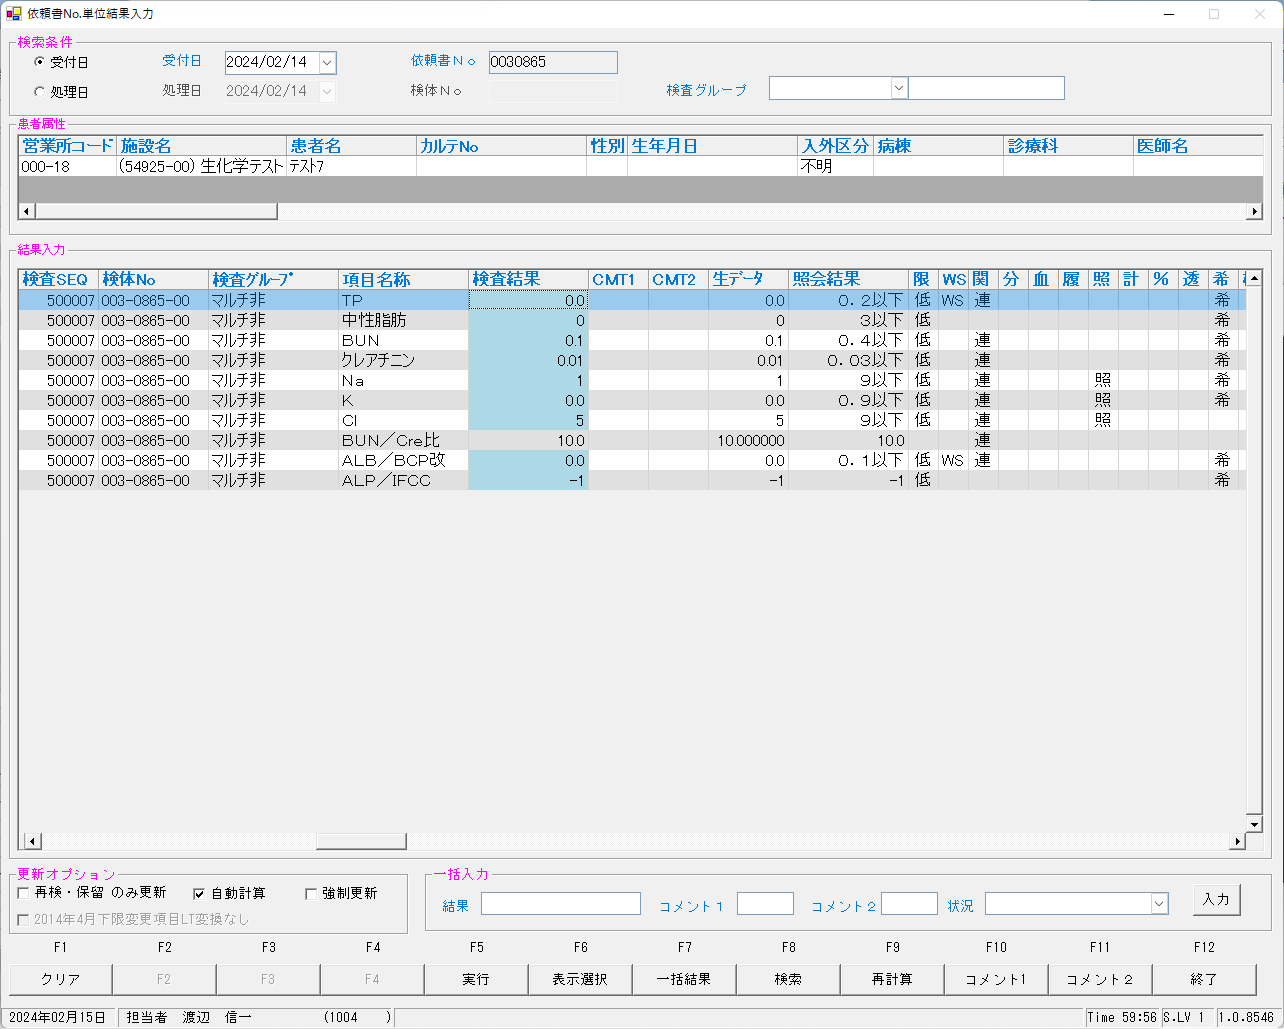 依頼書No.単位結果入力
検索条件
受付日 受付日 2024/02/14 依頼書Ｎｏ 0030865
処理日 処理日 2024/02/14 検体Ｎｏ 検査グループ
患者属性
営業所コード 施設名 患者名 カルテNo 性別 生年月日 入外区分 病棟 診療科 医師名
000-18 (54925-00) 生化学テスト ﾃｽﾄ7 不明
結果入力
検査SEQ 検体No 検査ｸﾞﾙｰﾌﾟ 項目名称 検査結果 CMT1 CMT2 生ﾃﾞｰﾀ 照会結果 限 WS 関 分 血 履 照 計 % 透 希
500007 003-0865-00 マルチ非 ＴＰ 0.0 0.0 ０．２以下 低 WS 連 希
500007 003-0865-00 マルチ非 中性脂肪 0 0 ３以下 低 希
500007 003-0865-00 マルチ非 ＢＵＮ 0.1 0.1 ０．４以下 低 連 希
500007 003-0865-00 マルチ非 クレアチニン 0.01 0.01 ０．０３以下 低 連 希
500007 003-0865-00 マルチ非 Ｎａ 1 1 ９以下 低 連 照 希
500007 003-0865-00 マルチ非 Ｋ 0.0 0.0 ０．９以下 低 連 照 希
500007 003-0865-00 マルチ非 Ｃｌ 5 5 ９以下 低 連 照
500007 003-0865-00 マルチ非 ＢＵＮ／Ｃｒｅ比 10.0 10.000000 10.0 連
500007 003-0865-00 マルチ非 ＡＬＢ／ＢＣＰ改 0.0 0.0 ０．１以下 低 WS 連 希
500007 003-0865-00 マルチ非 ＡＬＰ／ＩＦＣＣ -1 -1 -1 低 希
更新オプション 一括入力
再検・保留 のみ更新 自動計算 強制更新
2014年4月下限変更項目LT変換なし
結果 コメント１ コメント２ 状況 入力
F1 F2 F3 F4 F5 F6 F7 F8 F9 F10 F11 F12
クリア F2 F3 F4 実行 表示選択 一括結果 検索 再計算 コメント1 コメント２ 終了
2024年02月15日 担当者 渡辺 信一 (1004 ) Time 59:56 S.LV 1 1.0.8546